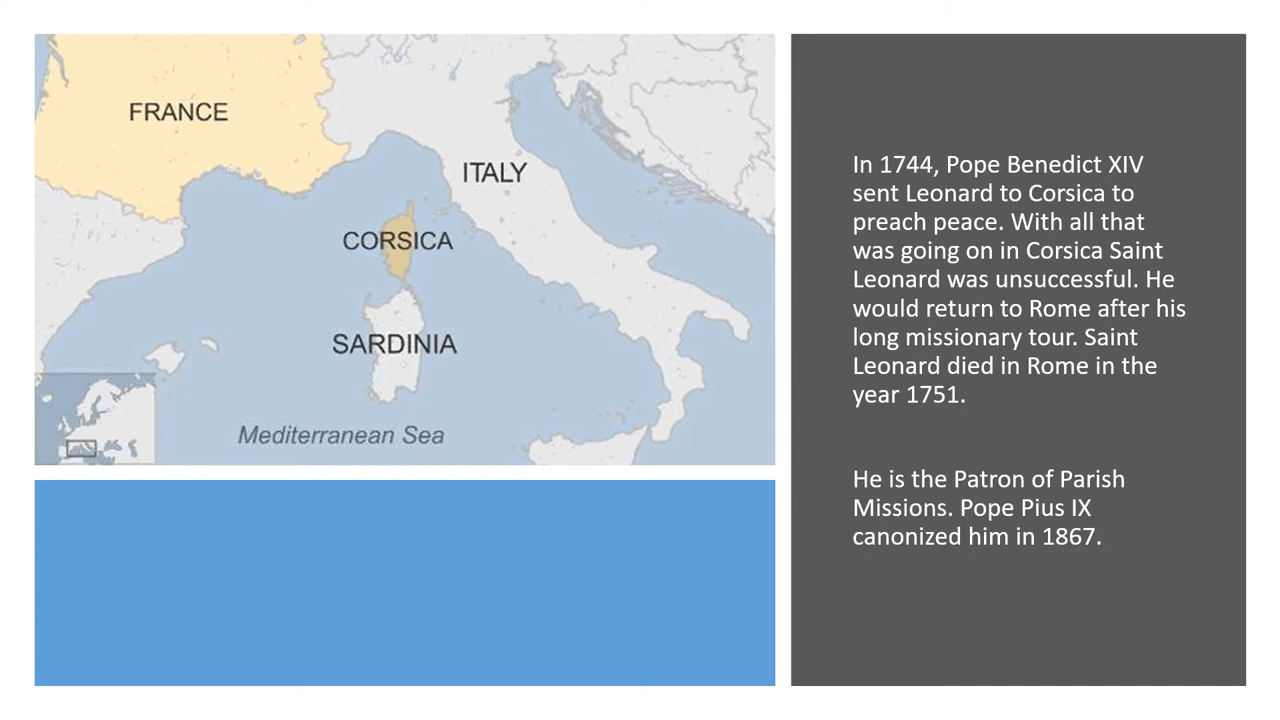 FRANCE
ITALY
CORSICA
SARDINIA
Mediterranean Sea
In 1744, Pope Benedict XIV
sent Leonard to Corsica to
preach peace. With all that
was going on in Corsica Saint
Leonard was unsuccessful. He
would return to Rome after his
long missionary tour. Saint
Leonard died in Rome in the
year 1751.
He is the Patron of Parish
Missions. Pope Pius IX
canonized him in 1867.